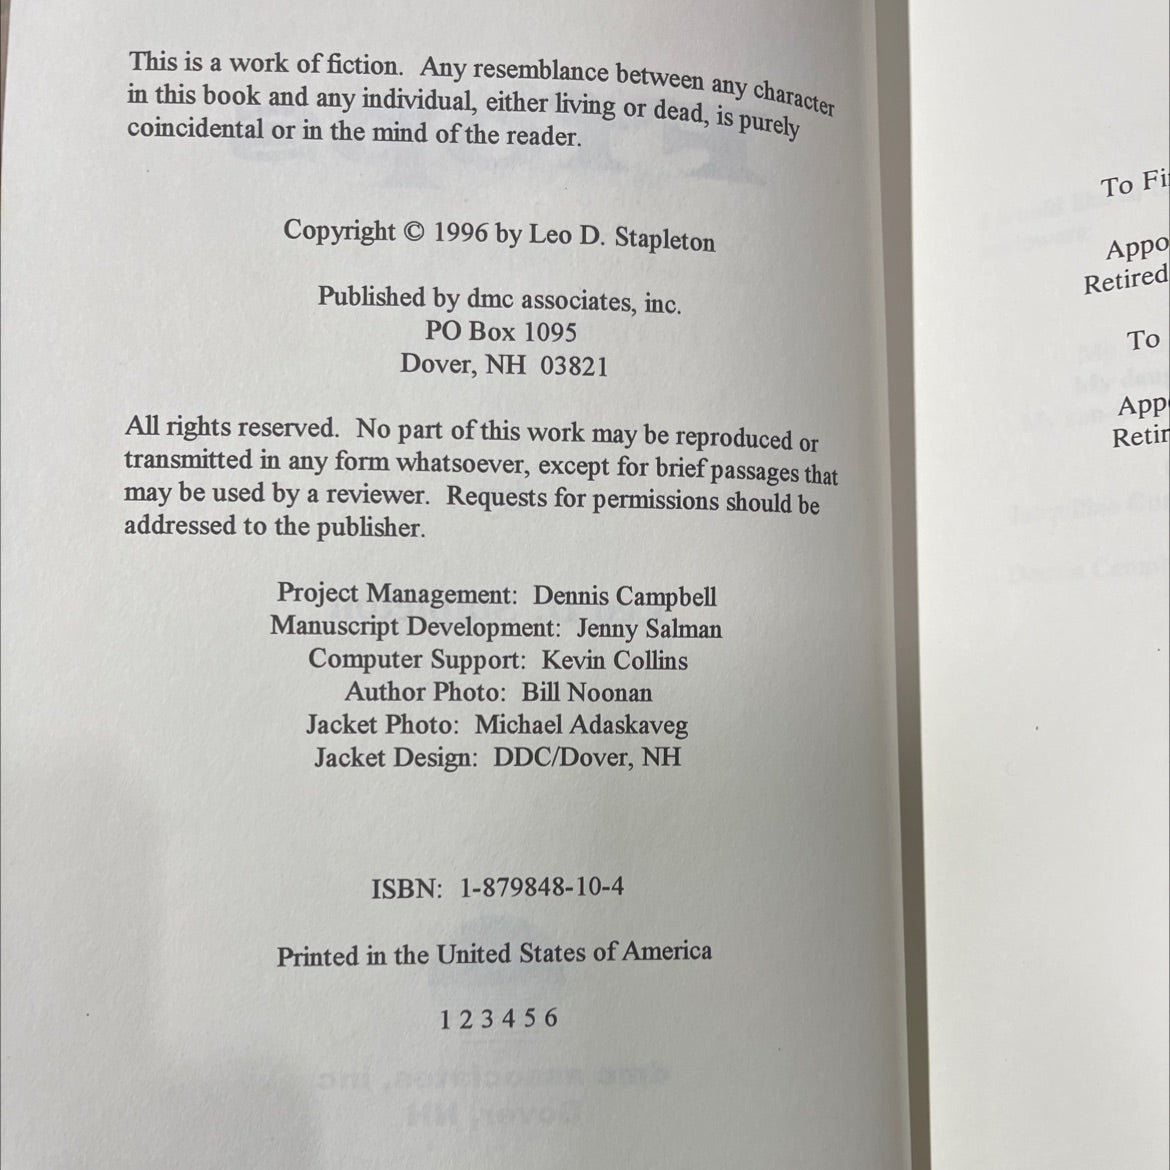 This is a work of fiction. Any resemblance between any character
in this book and any individual, either living or dead, is purely
coincidental or in the mind of the reader.
Copyright © 1996 by Leo D. Stapleton
Published by dmc associates, inc.
PO Box 1095
Dover, NH 03821
All rights reserved. No part of this work may be reproduced or
transmitted in any form whatsoever, except for brief passages that
may be used by a reviewer. Requests for permissions should be
addressed to the publisher.
Project Management: Dennis Campbell
Manuscript Development: Jenny Salman
Computer Support: Kevin Collins
Author Photo: Bill Noonan
Jacket Photo: Michael Adaskaveg
Jacket Design: DDC/Dover, NH
ISBN: 1-879848-10-4
Printed in the United States of America
1 2 3 4 5 6
To Fi
Appo
Retired
To
App
Retir